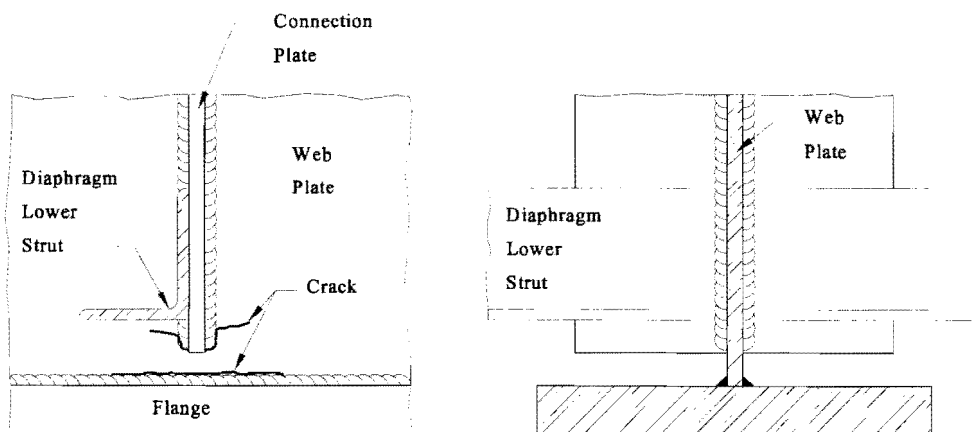 Connection
Plate
Web
Plate
Diaphragm
Lower
Strut
Crack
Flange
Web
Plate
Diaphragm
Lower
Strut